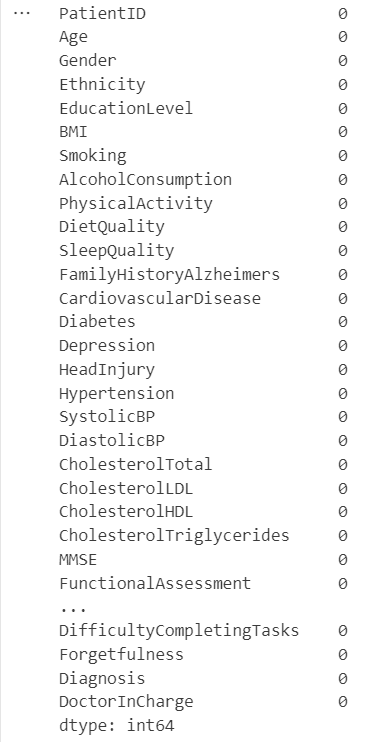 ... PatientID 0
Age 0
Gender 0
Ethnicity 0
EducationLevel 0
BMI 0
Smoking 0
AlcoholConsumption 0
PhysicalActivity 0
DietQuality 0
SleepQuality 0
FamilyHistoryAlzheimers 0
CardiovascularDisease 0
Diabetes 0
Depression 0
HeadInjury 0
Hypertension 0
SystolicBP 0
DiastolicBP 0
CholesterolTotal 0
CholesterolLDL 0
CholesterolHDL 0
CholesterolTriglycerides 0
MMSE 0
FunctionalAssessment 0
...
DifficultyCompletingTasks 0
Forgetfulness 0
Diagnosis 0
DoctorInCharge 0
dtype: int64